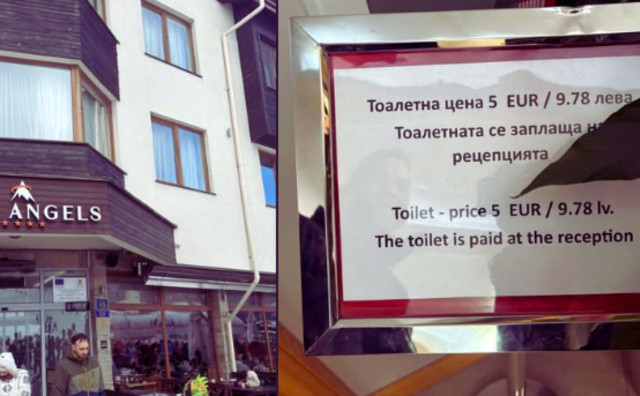 ANGELS
Тоалетна цена 5 EUR / 9.78 лева
Тоалетната се заплаща
рецепцията
Toilet - price 5 EUR / 9.78 lv.
The toilet is paid at the reception